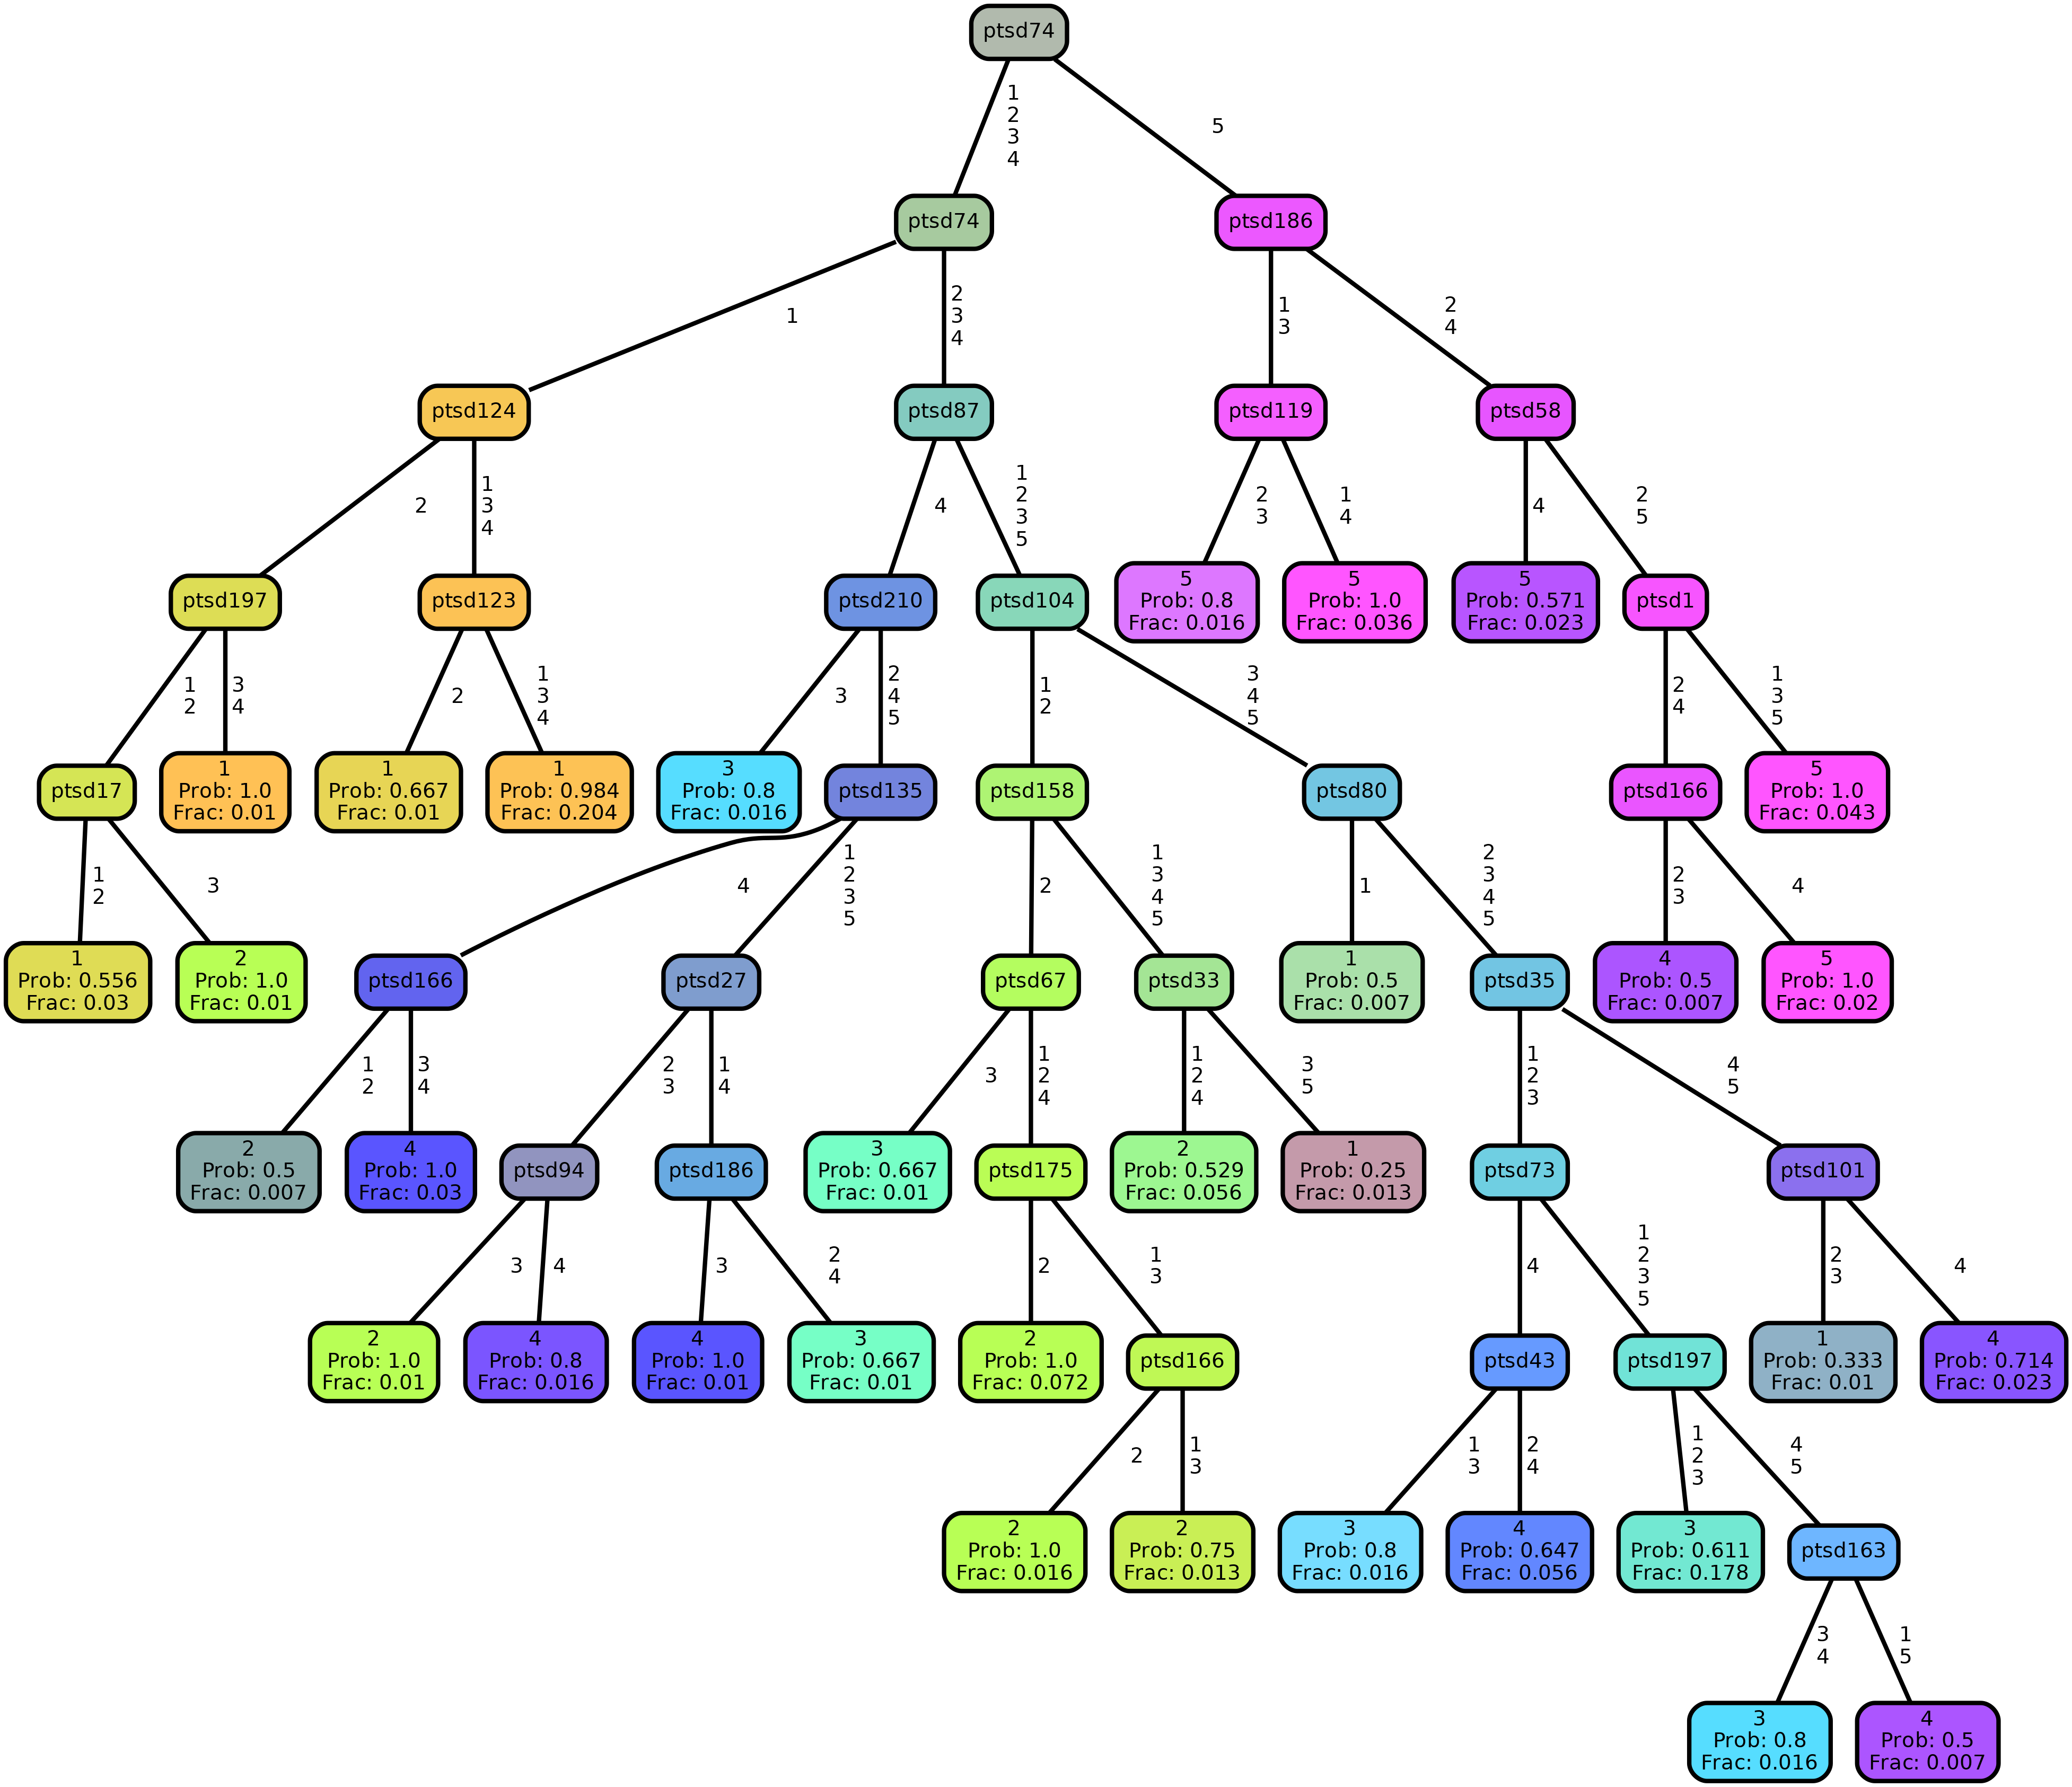 ptsd74
1
2
3
4
5
ptsd74
ptsd186
1
2
3
4
1
3
2
4
ptsd124
ptsd87
ptsd119
ptsd58
2
1
3
4
4
1
2
3
5
2
3
1
4
4
2
5
ptsd197
ptsd123
ptsd210
ptsd104
5
Prob: 0.8
Frac: 0.016
5
Prob: 1.0
Frac: 0.036
5
Prob: 0.571
Frac: 0.023
ptsd1
1
2
3
4
2
1
3
4
3
2
4
5
1
2
3
4
5
2
4
1
3
5
ptsd17
1
Prob: 1.0
Frac: 0.01
1
Prob: 0.667
Frac: 0.01
1
Prob: 0.984
Frac: 0.204
3
Prob: 0.8
Frac: 0.016
ptsd135
ptsd158
ptsd80
ptsd166
5
Prob: 1.0
Frac: 0.043
1
2
3
4
1
2
3
5
2
1
3
4
5
1
2
3
4
5
2
3
4
1
Prob: 0.556
Frac: 0.03
2
Prob: 1.0
Frac: 0.01
ptsd166
ptsd27
ptsd67
ptsd33
1
Prob: 0.5
Frac: 0.007
ptsd35
4
Prob: 0.5
Frac: 0.007
5
Prob: 1.0
Frac: 0.02
1
2
3
4
2
3
1
4
3
1
2
4
1
2
4
3
5
1
2
3
4
5
2
Prob: 0.5
Frac: 0.007
4
Prob: 1.0
Frac: 0.03
ptsd94
ptsd186
3
Prob: 0.667
Frac: 0.01
ptsd175
2
Prob: 0.529
Frac: 0.056
1
Prob: 0.25
Frac: 0.013
ptsd73
ptsd101
3
4
3
2
4
2
1
3
4
1
2
3
5
2
3
4
2
Prob: 1.0
Frac: 0.01
4
Prob: 0.8
Frac: 0.016
4
Prob: 1.0
Frac: 0.01
3
Prob: 0.667
Frac: 0.01
2
Prob: 1.0
Frac: 0.072
ptsd166
ptsd43
ptsd197
1
Prob: 0.333
Frac: 0.01
4
Prob: 0.714
Frac: 0.023
2
1
3
1
3
2
4
1
2
3
4
5
2
Prob: 1.0
Frac: 0.016
2
Prob: 0.75
Frac: 0.013
3
Prob: 0.8
Frac: 0.016
4
Prob: 0.647
Frac: 0.056
3
Prob: 0.611
Frac: 0.178
ptsd163
3
4
1
5
3
Prob: 0.8
Frac: 0.016
4
Prob: 0.5
Frac: 0.007